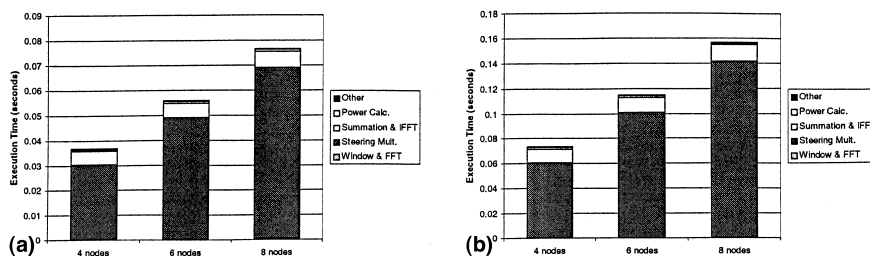 Execution Time (seconds)
0.09
0.08
0.07
0.06
0.05
0.04
0.03
0.02
0.01
0
4 nodes
6 nodes
8 nodes
Other
Power Calc.
Summation & IFFT
Steering Mult.
Window & FFT
(a)
Execution Time (seconds)
0.18
0.16
0.14
0.12
0.1
0.08
0.06
0.04
0.02
0
4 nodes
6 nodes
8 nodes
Other
Power Calc.
Summation & IFF
Steering Mult.
Window & FFT
(b)